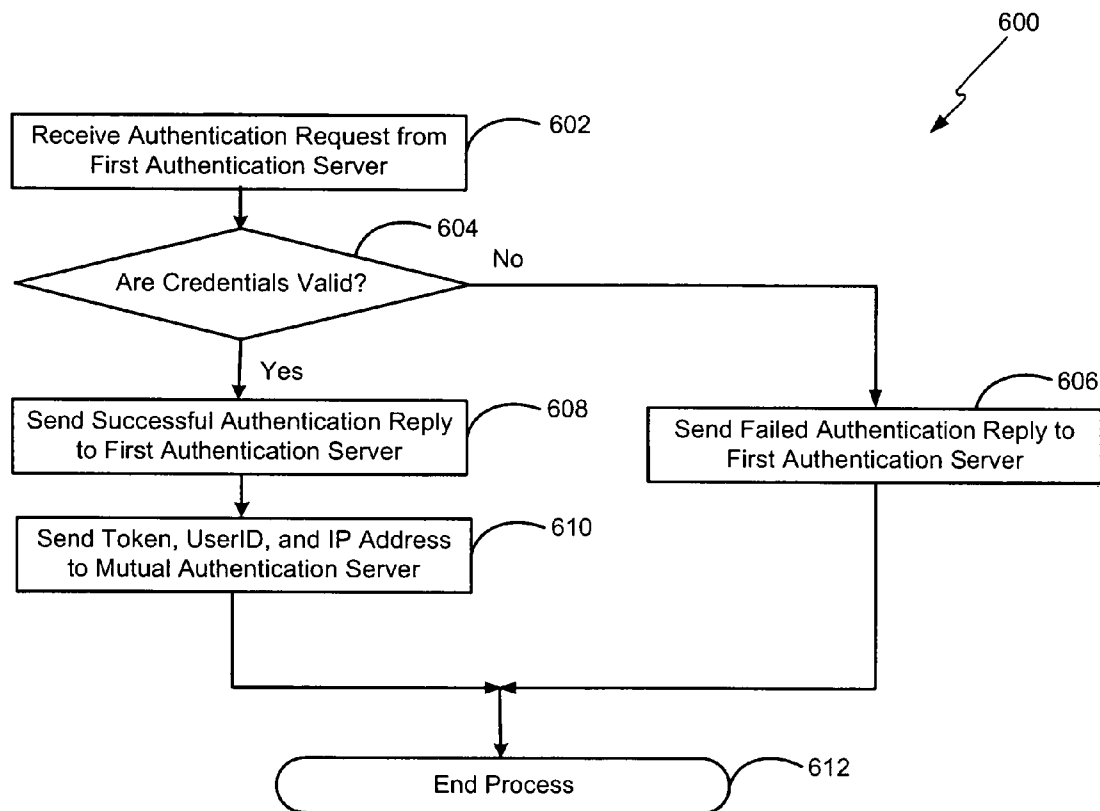 600
Receive Authentication Request from
First Authentication Server
602
604
Are Credentials Valid?
No
Yes
606
Send Successful Authentication Reply
to First Authentication Server
608
Send Failed Authentication Reply to
First Authentication Server
Send Token, UserID, and IP Address
to Mutual Authentication Server
610
End Process
612